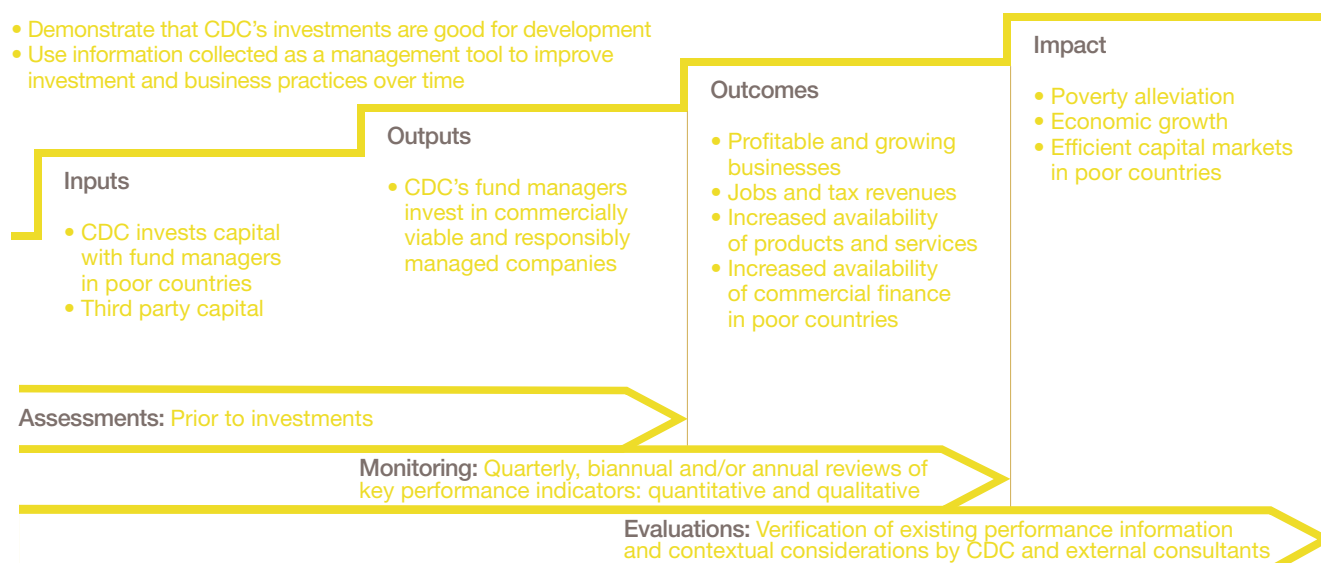 • Demonstrate that CDC's investments are good for development
• Use information collected as a management tool to improve
investment and business practices over time
Inputs
• CDC invests capital
with fund managers
in poor countries
• Third party capital
Outputs
• CDC's fund managers
invest in commercially
viable and responsibly
managed companies
Outcomes
• Profitable and growing
businesses
• Jobs and tax revenues
• Increased availability
of products and services
• Increased availability
of commercial finance
in poor countries
Impact
• Poverty alleviation
• Economic growth
• Efficient capital markets
in poor countries
Assessments: Prior to investments
Monitoring: Quarterly, biannual and/or annual reviews of
key performance indicators: quantitative and qualitative
Evaluations: Verification of existing performance information
and contextual considerations by CDC and external consultants